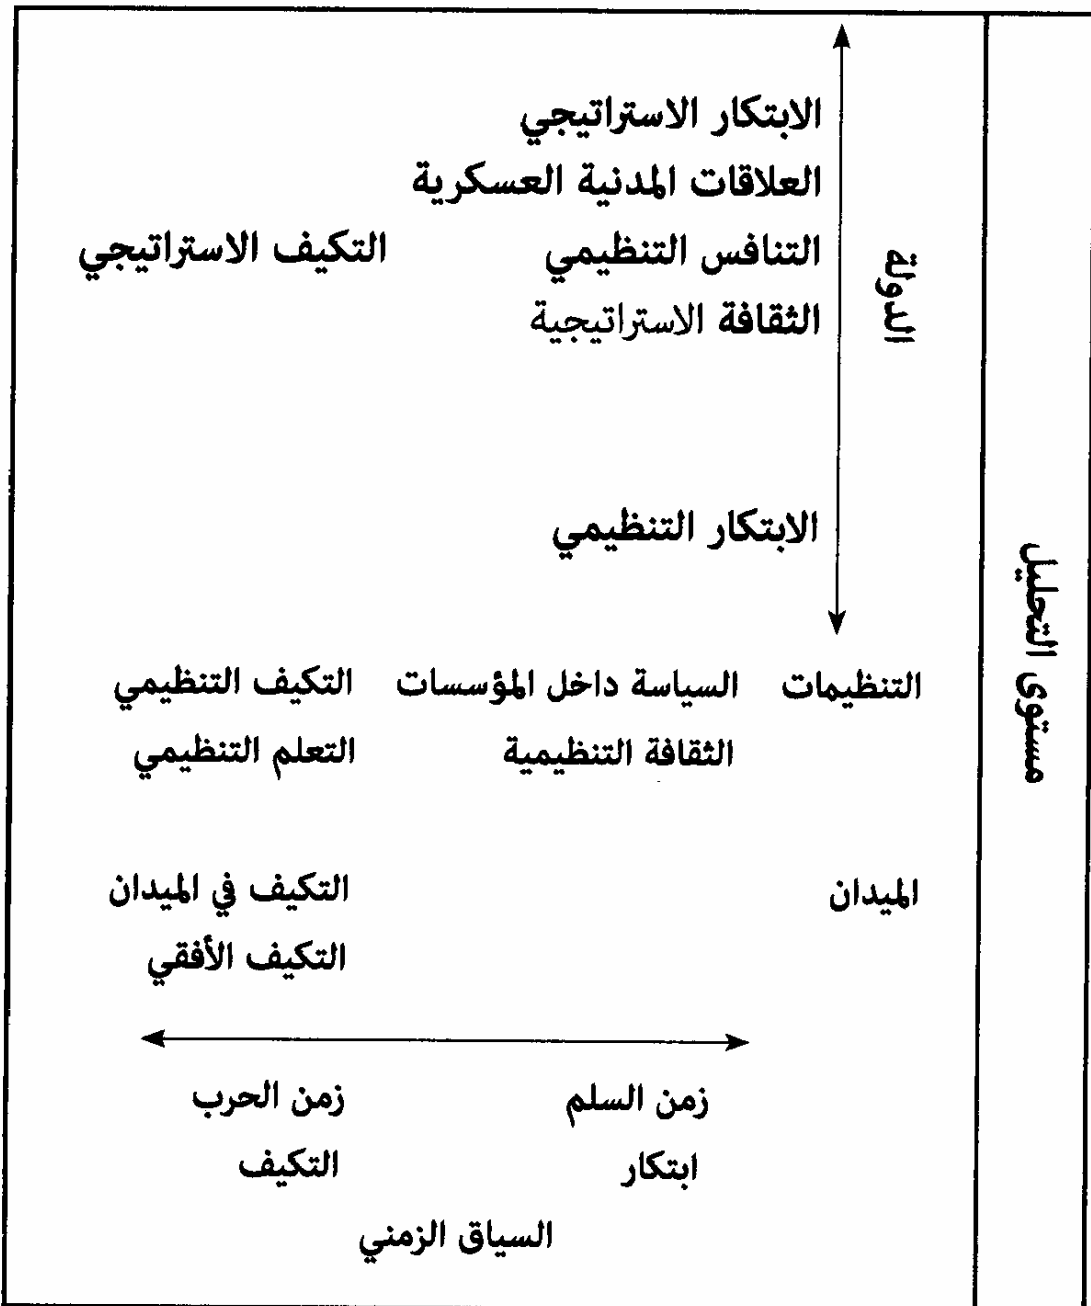 مستوى التحليل
الدولة
الابتكار الاستراتيجي
العلاقات المدنية العسكرية
التنافس التنظيمي التكيف الاستراتيجي
الثقافة الاستراتيجية
الابتكار التنظيمي
التنظيمات السياسة داخل المؤسسات التكيف التنظيمي
الثقافة التنظيمية التعلم التنظيمي
الميدان التكيف في الميدان
التكيف الأفقي
زمن السلم زمن الحرب
ابتكار التكيف
السياق الزمني